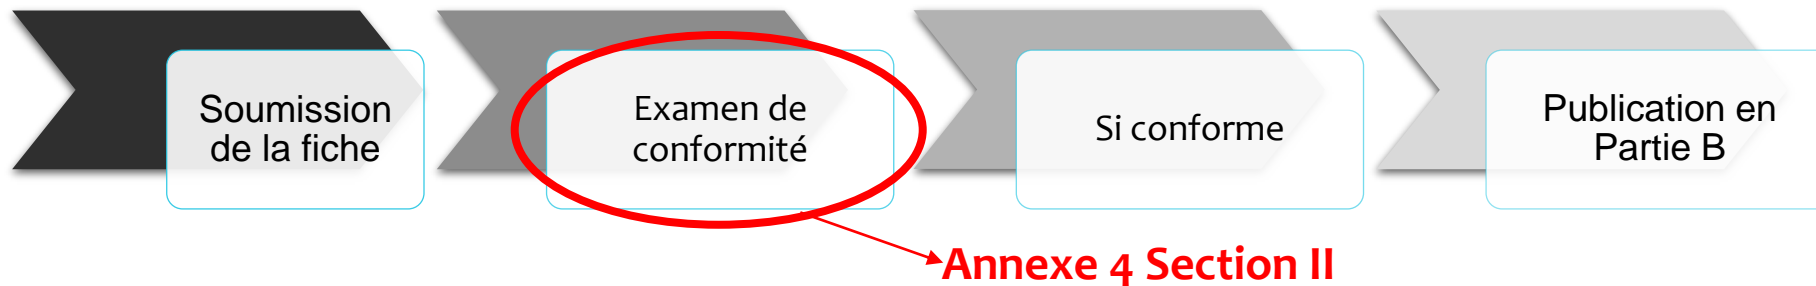 Soumission
de la fiche
Examen de
conformité
Si conforme
Publication en
Partie B
Annexe 4 Section II